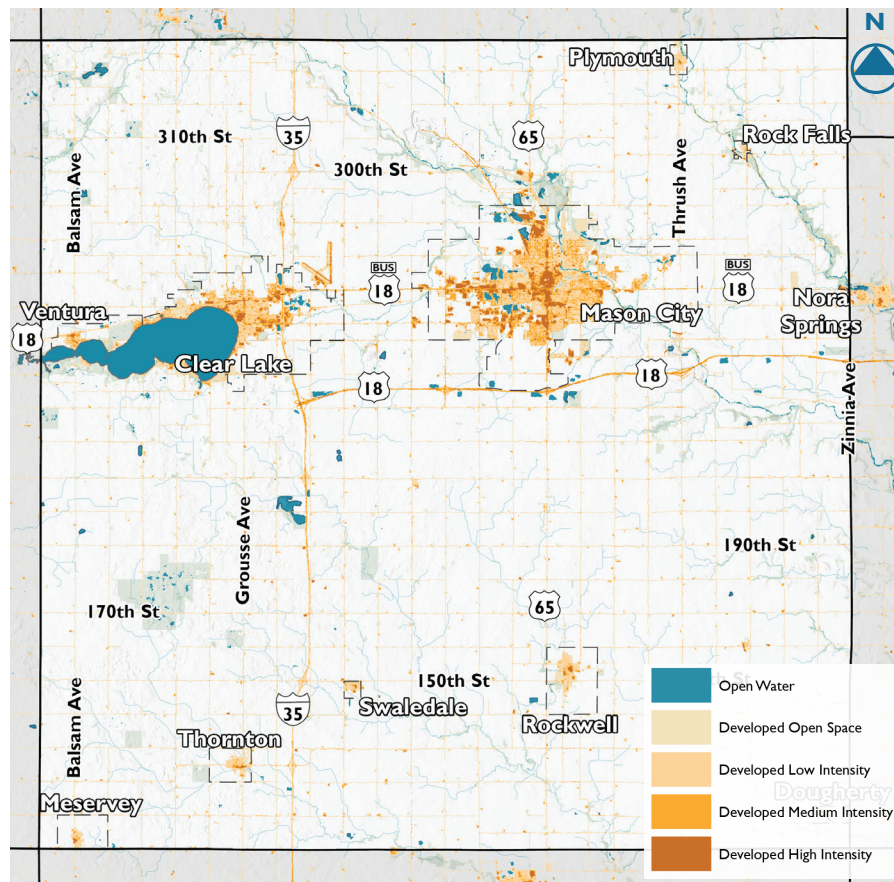 N
Plymouth
310th St
35
65
Rock Falls
300th St
Balsam Ave
Thrush Ave
BUS
18
BUS
18
Ventura
Nora
Springs
Mason City
18
Clear Lake
18
18
Zinnia Ave
Grousse Ave
190th St
170th St
65
150th St
Swaledale
35
Rockwell
Balsam Ave
Thornton
Meservey
St
Dougherty
Open Water
Developed Open Space
Developed Low Intensity
Developed Medium Intensity
Developed High Intensity